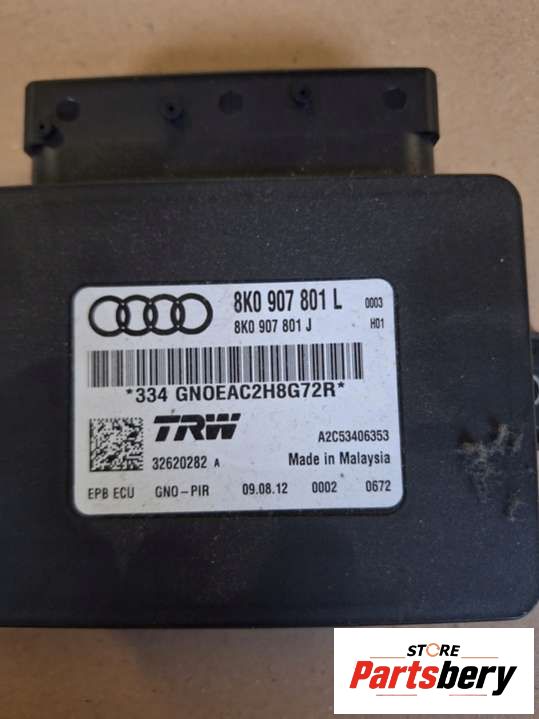 8K0 907 801 L 0003
8K0 907 801 J H01
*334 GNOEAC2H8G72R*
TRW A2C53406353
32620282 A Made in Malaysia
EPB ECU GNO-PIR 09.08.12 0002 0672
STORE
Partsbery